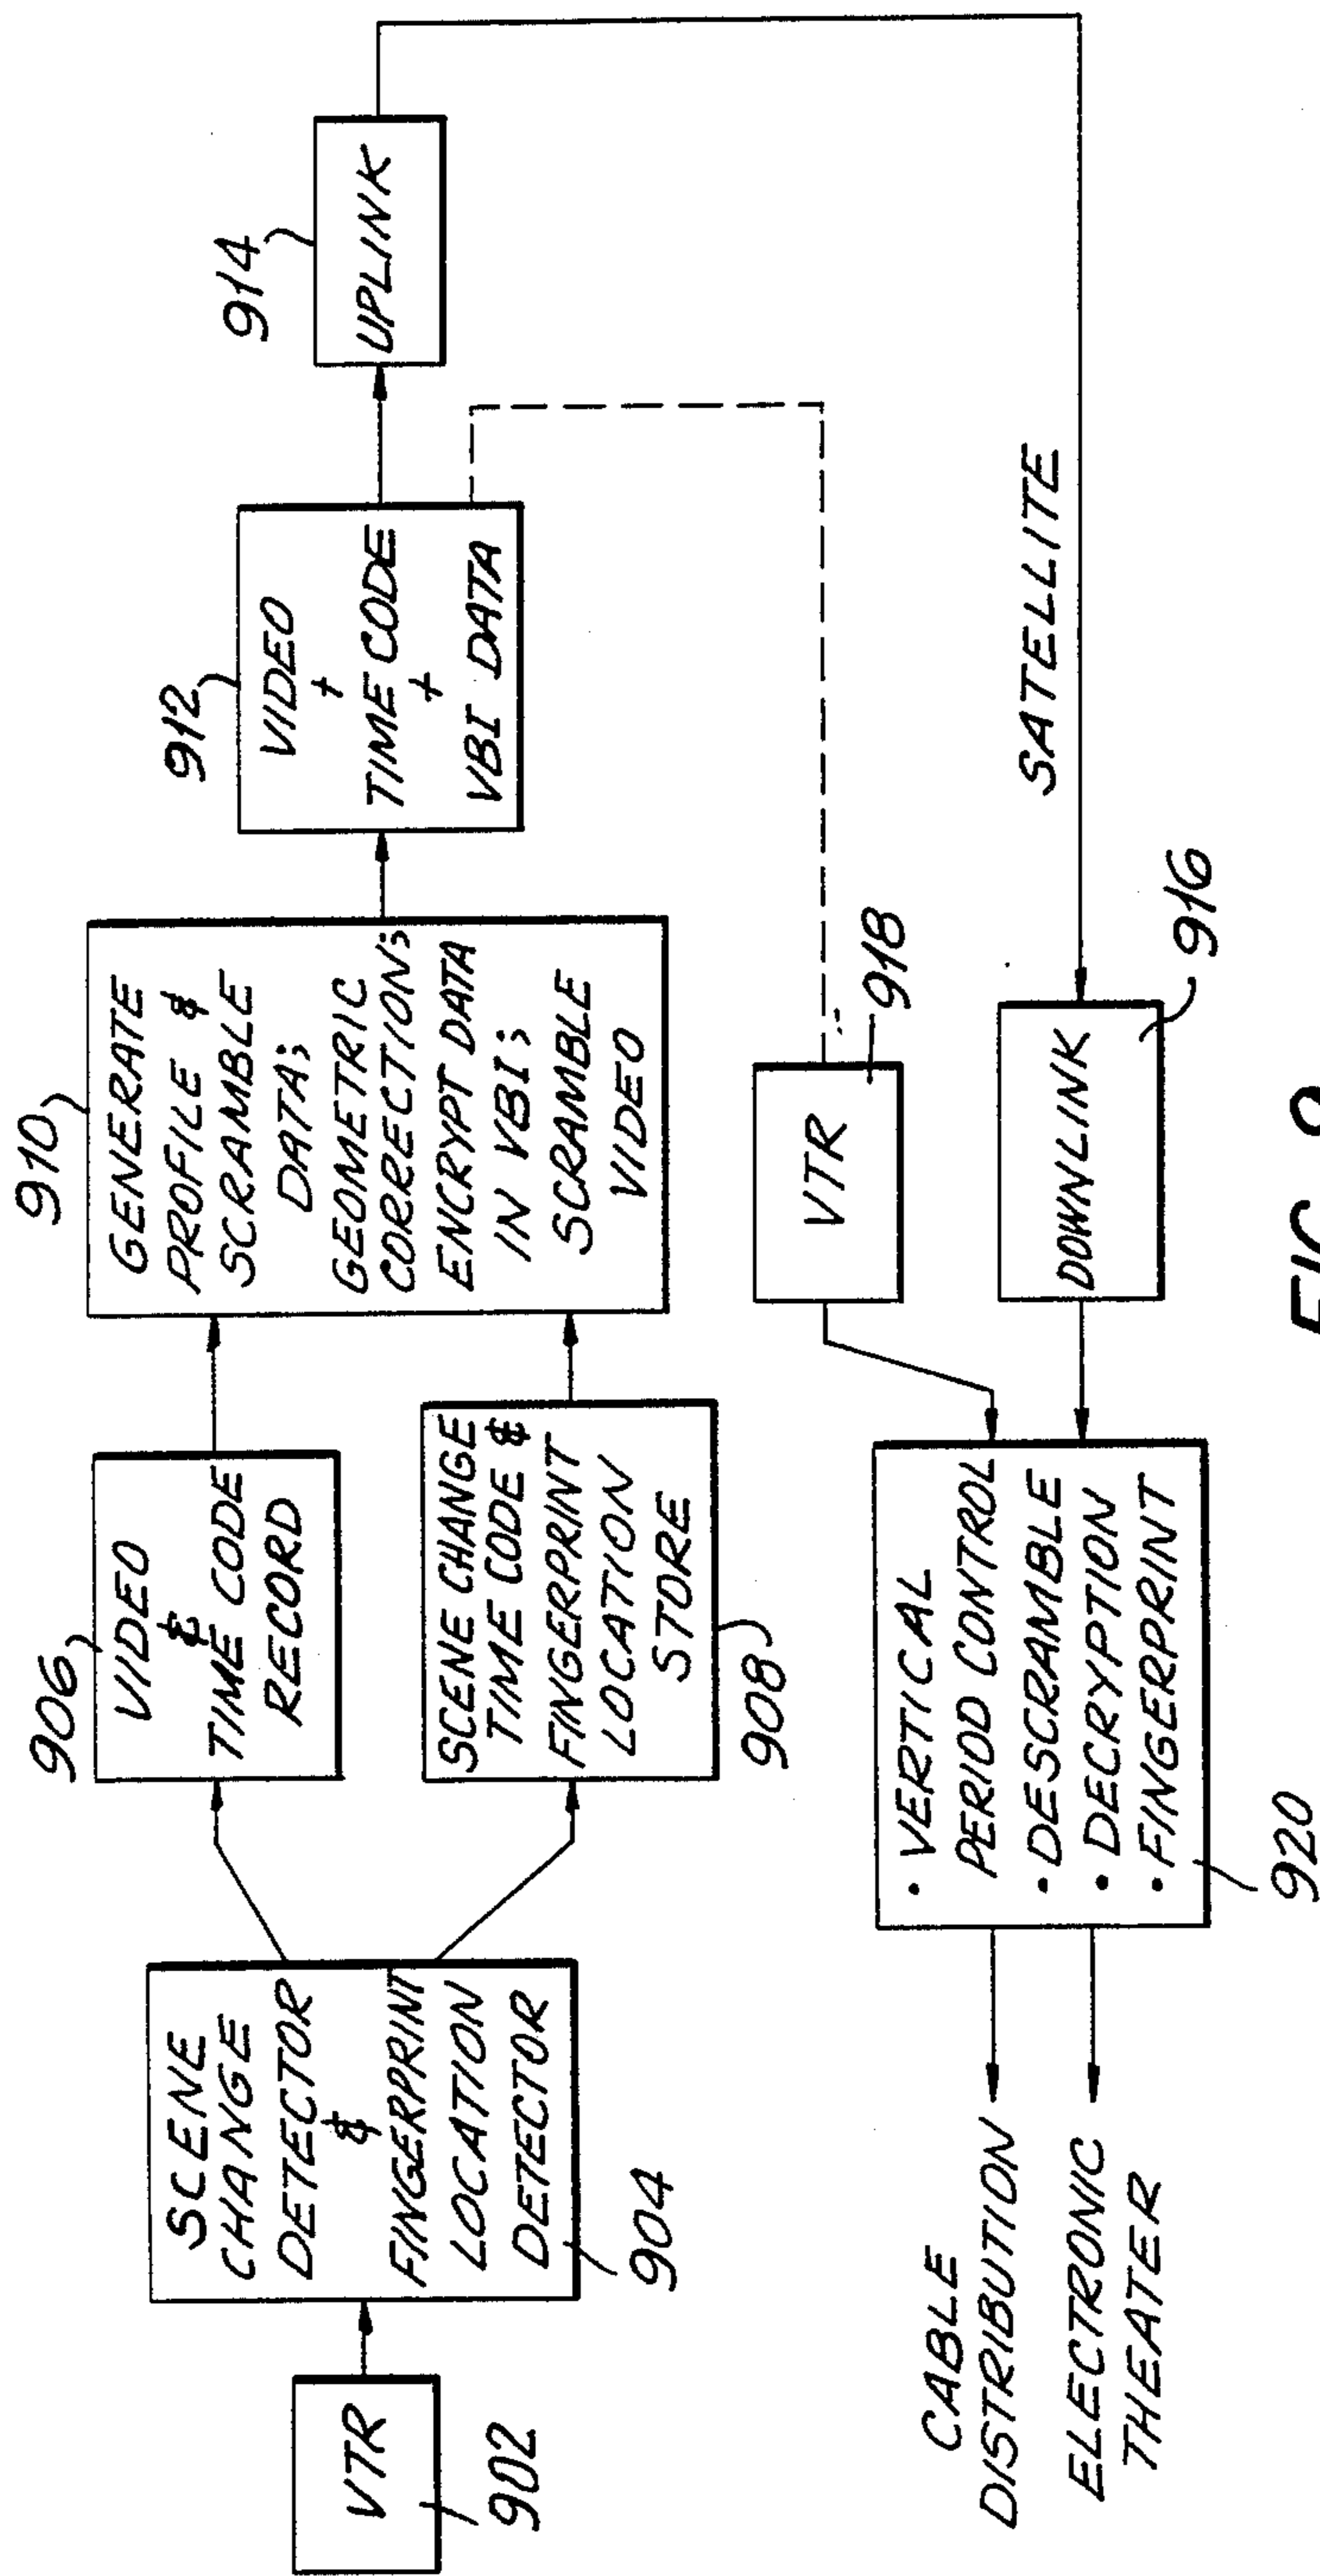 VTR
902
SCENE
CHANGE
DETECTOR
&
FINGERPRINT
LOCATION
DETECTOR
904
906
VIDEO
&
TIME CODE
RECORD
SCENE CHANGE
TIME CODE &
FINGERPRINT
LOCATION
STORE
908
910
GENERATE
PROFILE &
SCRAMBLE
DATA;
GEOMETRIC
CORRECTION;
ENCRYPT DATA
IN VBI;
SCRAMBLE
VIDEO
912
VIDEO
+
TIME CODE
+
VBI DATA
914
UPLINK
SATELLITE
DOWNLINK
916
VTR
918
• VERTICAL
PERIOD CONTROL
• DESCRAMBLE
• DECRYPTION
• FINGERPRINT
920
CABLE
DISTRIBUTION
ELECTRONIC
THEATER